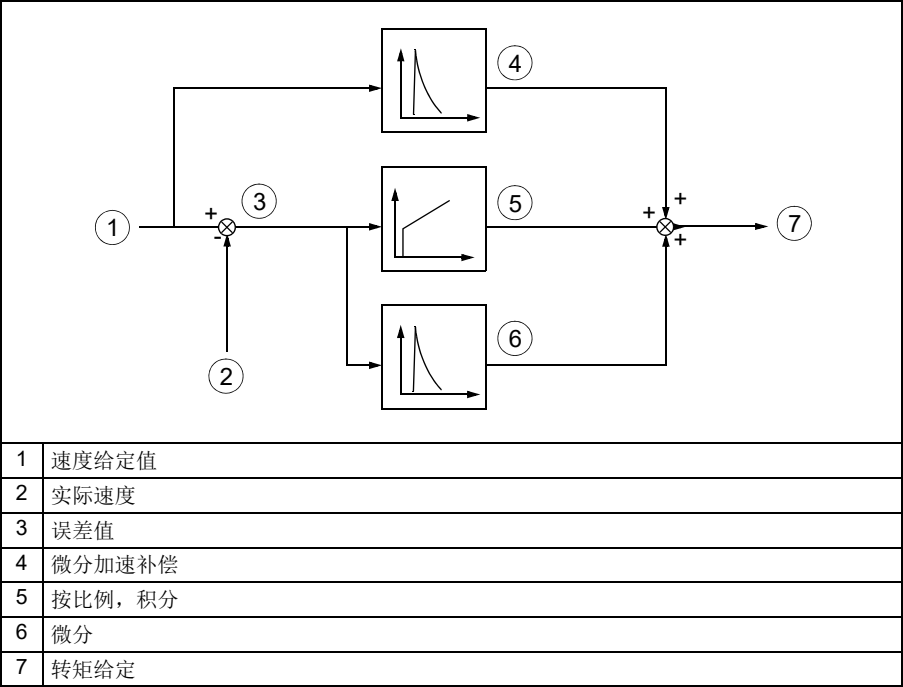 4
+
3
+
5
+
1
-
+
7
6
2
1 速度给定值
2 实际速度
3 误差值
4 微分加速补偿
5 按比例，积分
6 微分
7 转矩给定